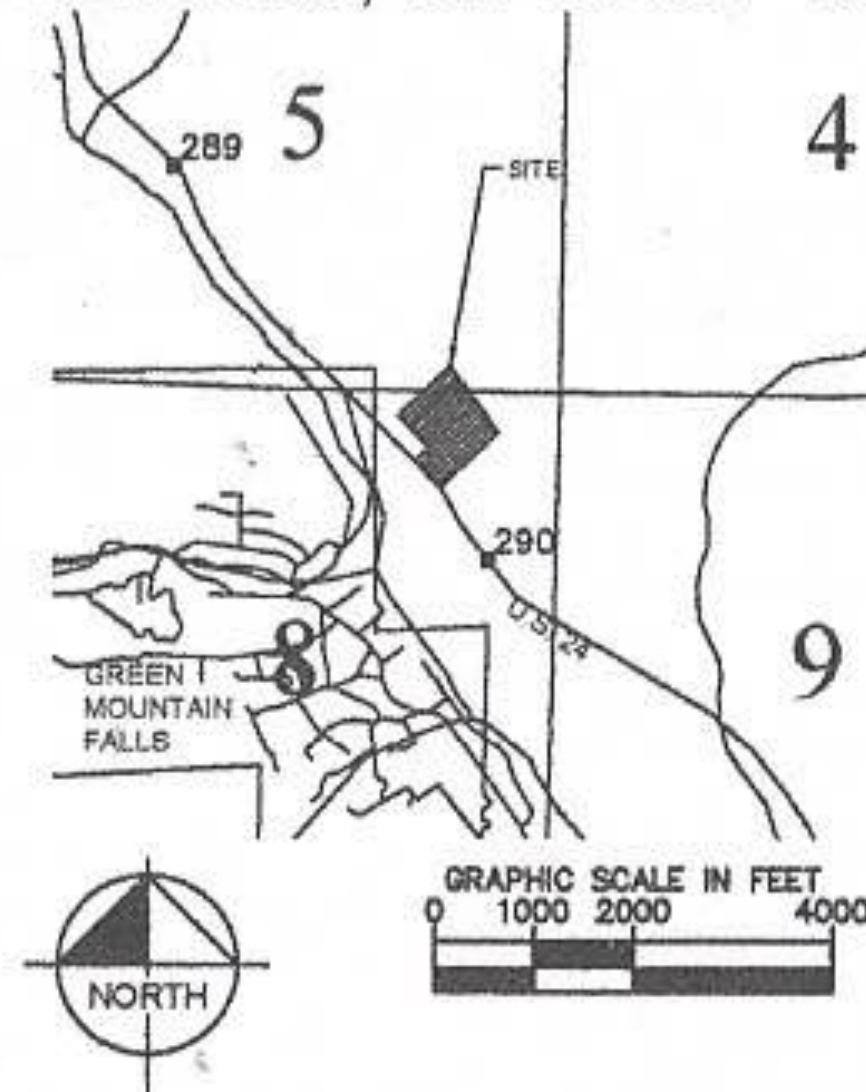 5
4
289
SITE
290
U.S. 24
8
9
GREEN
MOUNTAIN
FALLS
GRAPHIC SCALE IN FEET
0 1000 2000 4000
NORTH